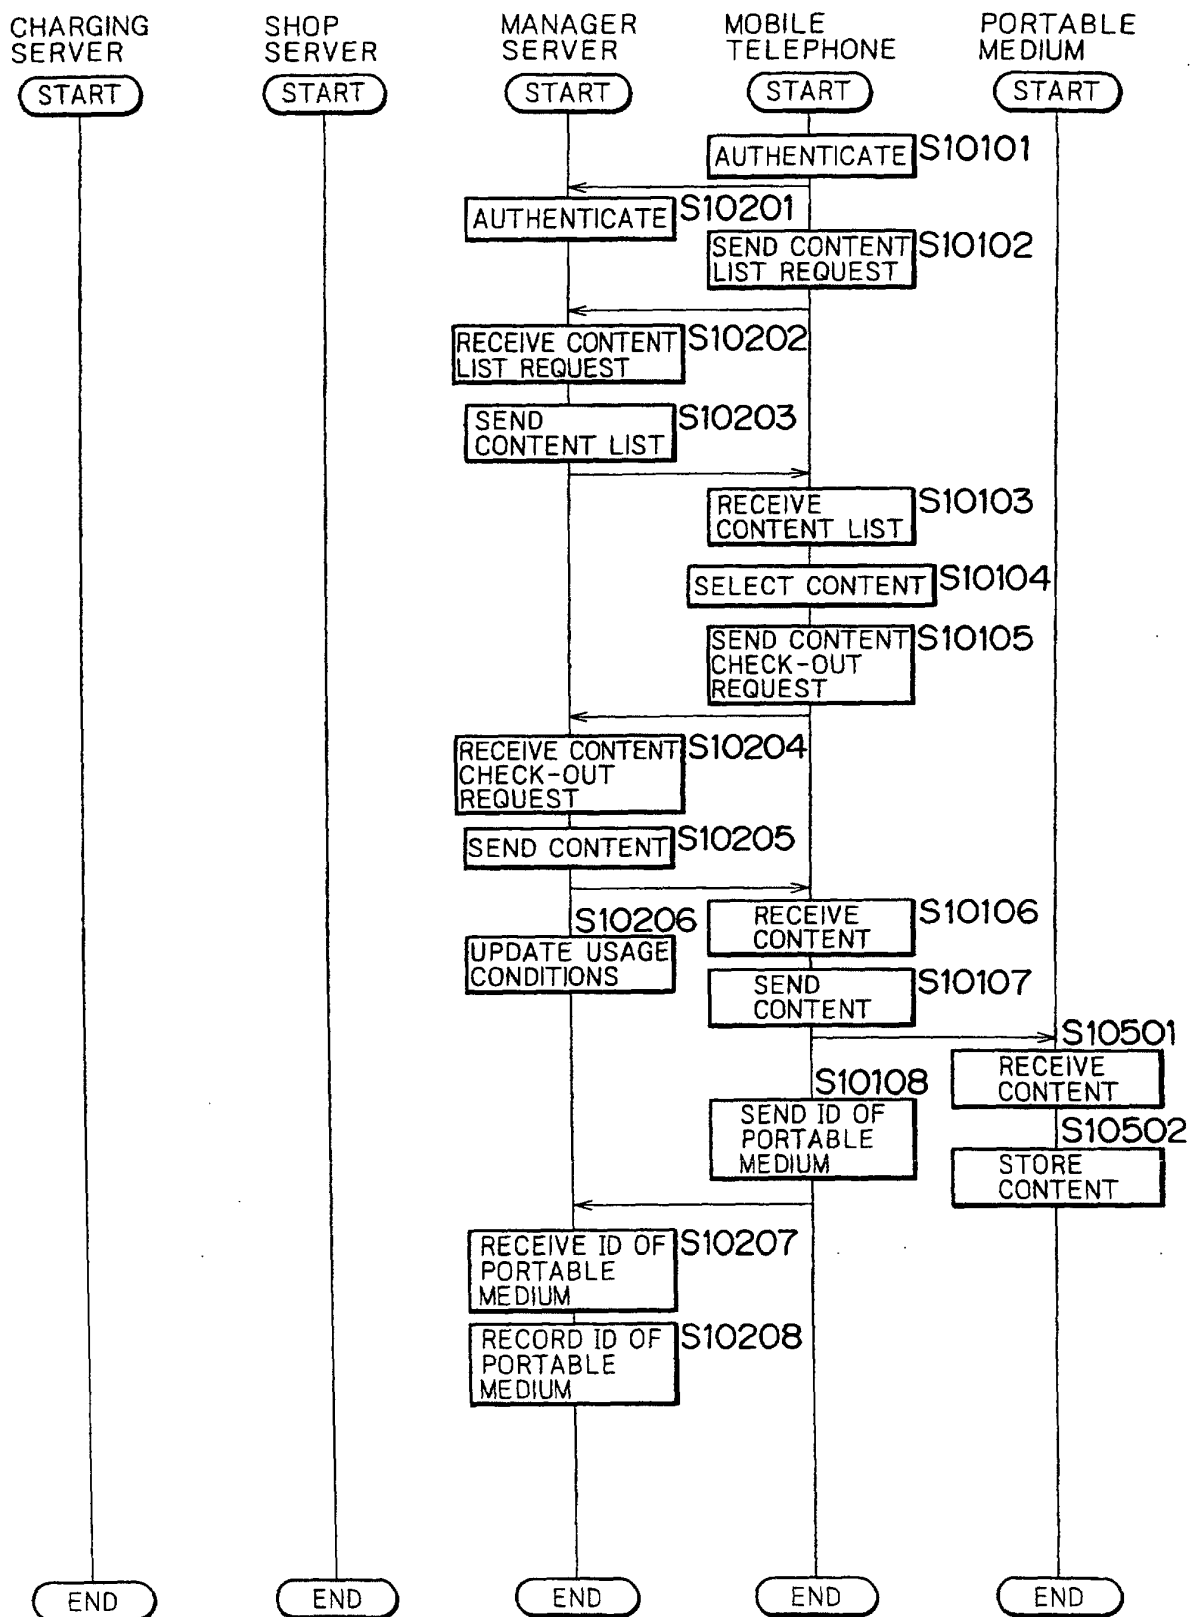 CHARGING
SERVER
SHOP
SERVER
MANAGER
SERVER
MOBILE
TELEPHONE
PORTABLE
MEDIUM
START
START
START
START
START
AUTHENTICATE
S10101
AUTHENTICATE
S10201
SEND CONTENT
LIST REQUEST
S10102
RECEIVE CONTENT
LIST REQUEST
S10202
SEND
CONTENT LIST
S10203
RECEIVE
CONTENT LIST
S10103
SELECT CONTENT
S10104
SEND CONTENT
CHECK-OUT
REQUEST
S10105
RECEIVE CONTENT
CHECK-OUT
REQUEST
S10204
SEND CONTENT
S10205
S10206
UPDATE USAGE
CONDITIONS
RECEIVE
CONTENT
S10106
SEND
CONTENT
S10107
S10501
RECEIVE
CONTENT
S10108
SEND ID OF
PORTABLE
MEDIUM
S10502
STORE
CONTENT
RECEIVE ID OF
PORTABLE
MEDIUM
S10207
RECORD ID OF
PORTABLE
MEDIUM
S10208
END
END
END
END
END